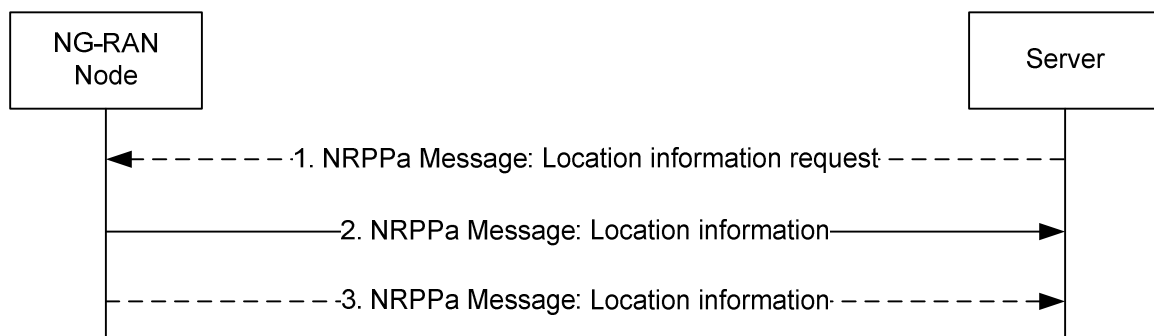 NG-RAN
Node
Server
1. NRPPa Message: Location information request
2. NRPPa Message: Location information
3. NRPPa Message: Location information